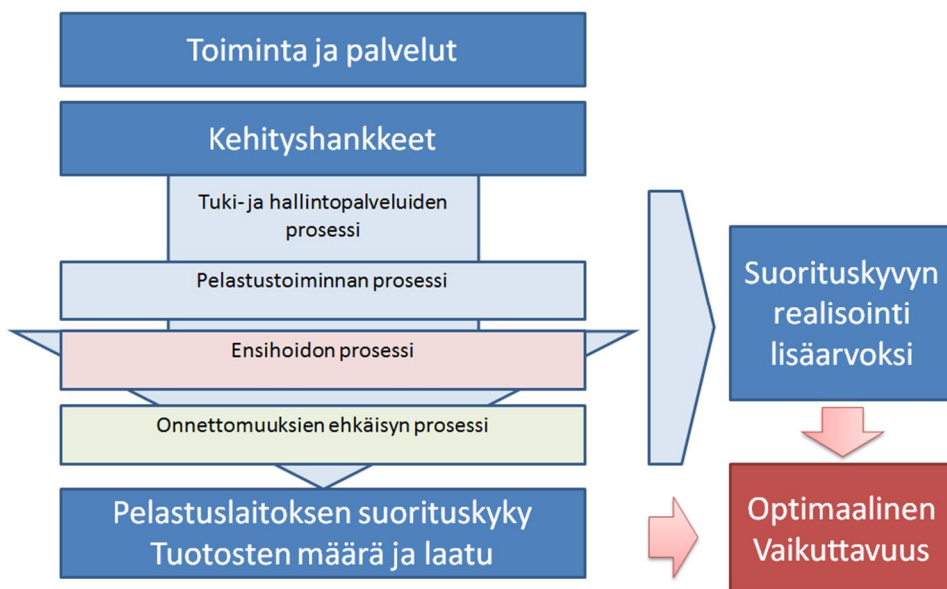 Toiminta ja palvelut
Kehityshankkeet
Tuki- ja hallintopalveluiden
prosessi
Pelastustoiminnan prosessi
Ensihoidon prosessi
Onnettomuuksien ehkäisyn prosessi
Pelastuslaitoksen suorituskyky
Tuotosten määrä ja laatu
Suorituskyvyn
realisointi
lisäarvoksi
Optimaalinen
Vaikuttavuus